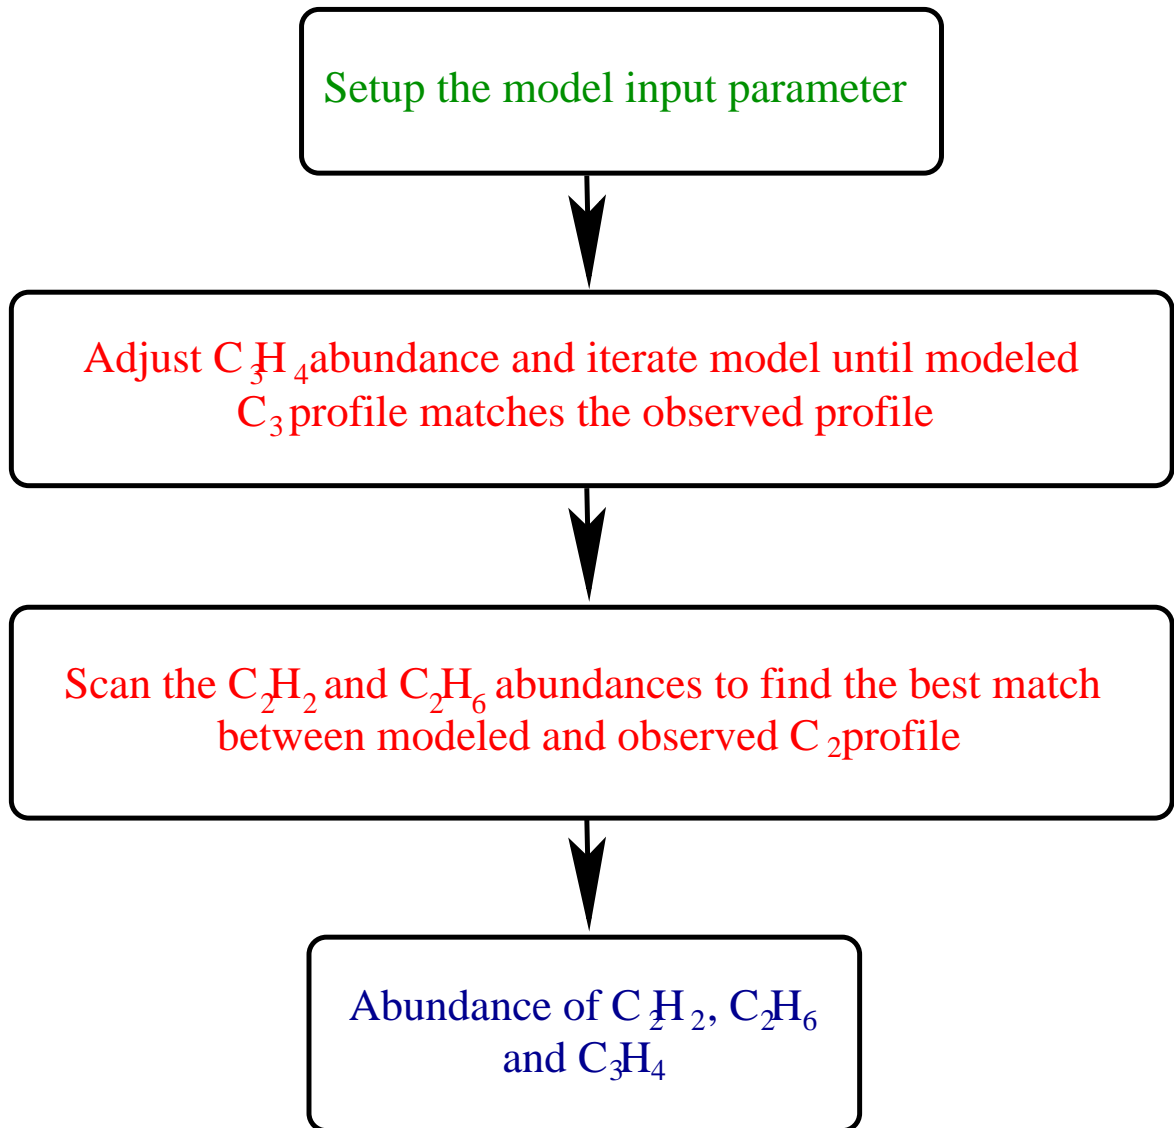 Setup the model input parameter
Adjust C₃H₄ abundance and iterate model until modeled
C₃ profile matches the observed profile
Scan the C₂H₂ and C₂H₆ abundances to find the best match
between modeled and observed C₂ profile
Abundance of C₂H₂, C₂H₆
and C₃H₄